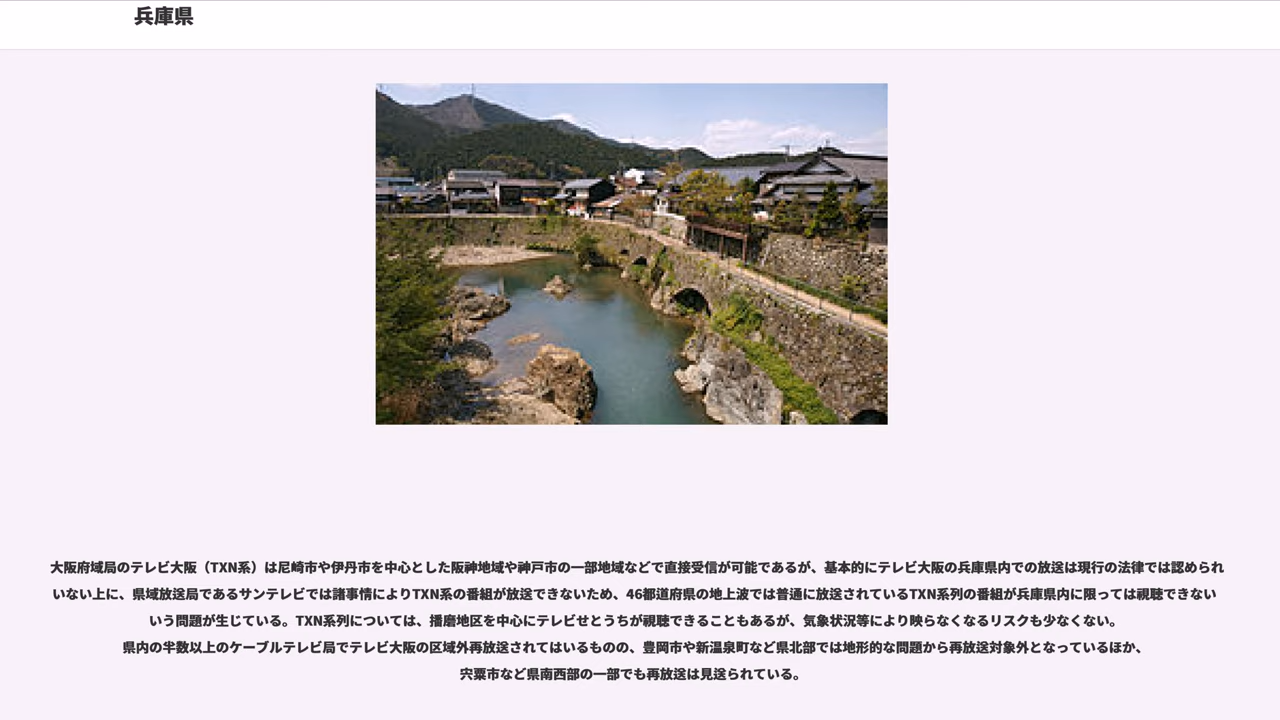 兵庫県
大阪府域局のテレビ大阪（TXN系）は尼崎市や伊丹市を中心とした阪神地域や神戸市の一部地域などで直接受信が可能であるが、基本的にテレビ大阪の兵庫県内での放送は現行の法律では認められ
いない上に、県域放送局であるサンテレビでは諸事情によりTXN系の番組が放送できないため、46都道府県の地上波では普通に放送されているTXN系列の番組が兵庫県内に限っては視聴できない
いう問題が生じている。TXN系列については、播磨地区を中心にテレビせとうちが視聴できることもあるが、気象状況等により映らなくなるリスクも少なくない。
県内の半数以上のケーブルテレビ局でテレビ大阪の区域外再放送されてはいるものの、豊岡市や新温泉町など県北部では地形的な問題から再放送対象外となっているほか、
宍粟市など県南西部の一部でも再放送は見送られている。